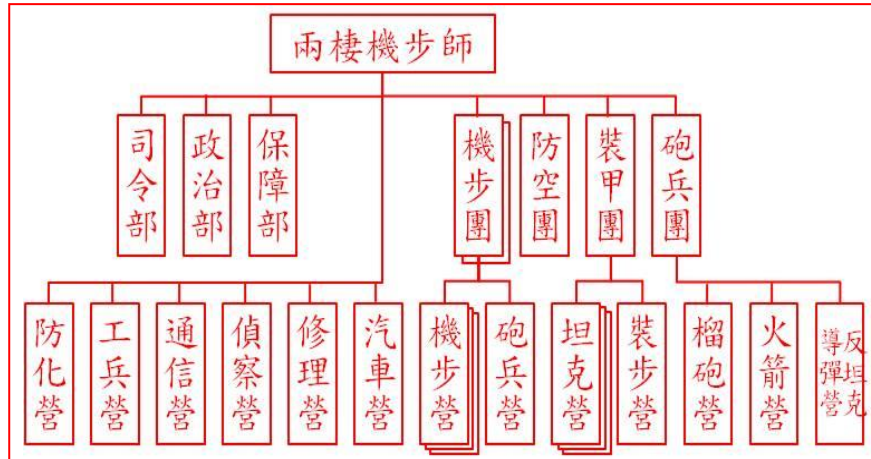 兩棲機步師
司令部
政治部
保障部
機步團
防空團
裝甲團
砲兵團
防化營
工兵營
通信營
偵察營
修理營
汽車營
機步營
砲兵營
坦克營
裝步營
榴砲營
火箭營
反坦克
導彈營